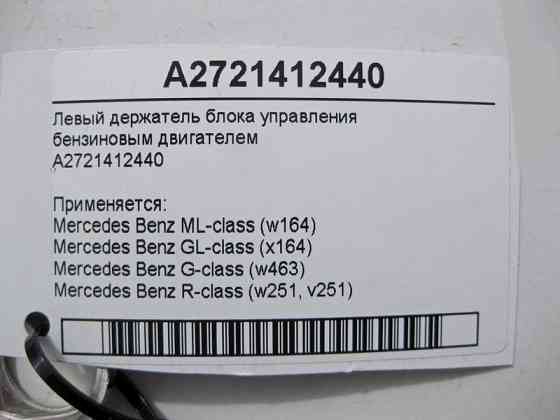 A2721412440
Левый держатель блока управления
бензиновым двигателем
A2721412440
Применяется:
Mercedes Benz ML-class (w164)
Mercedes Benz GL-class (x164)
Mercedes Benz G-class (w463)
Mercedes Benz R-class (w251, v251)